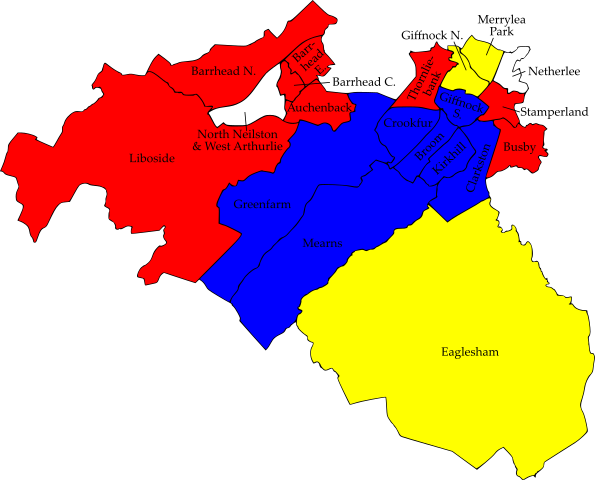 Merrylea
Park
Giffnock N.
Netherlee
Barrhead N.
Barr-
head
E.
Barrhead C.
Thornlie-
bank
Auchenback
Giffnock
S.
Stamperland
Crookfur
North Neilston
& West Arthurlie
Broom
Busby
Liboside
Kirkhill
Clarkston
Greenfarm
Mearns
Eaglesham